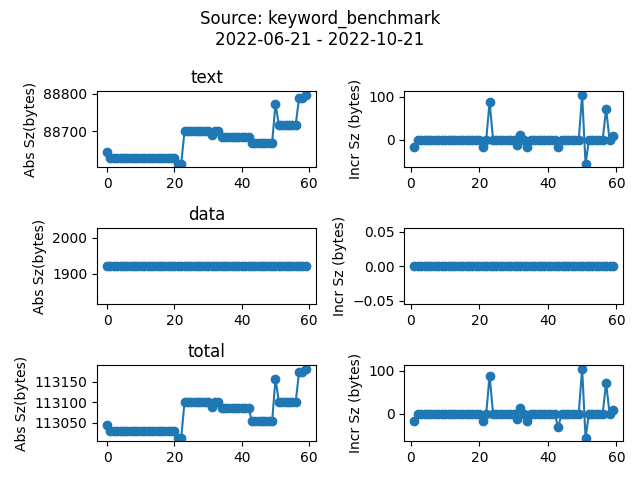 Source: keyword_benchmark
2022-06-21 - 2022-10-21
text
Abs Sz(bytes)
88800
88700
0 20 40 60
Incr Sz (bytes)
100
0
0 20 40 60
data
Abs Sz(bytes)
2000
1900
0 20 40 60
Incr Sz (bytes)
0.05
0.00
−0.05
0 20 40 60
total
Abs Sz(bytes)
113150
113100
113050
0 20 40 60
Incr Sz (bytes)
100
0
0 20 40 60